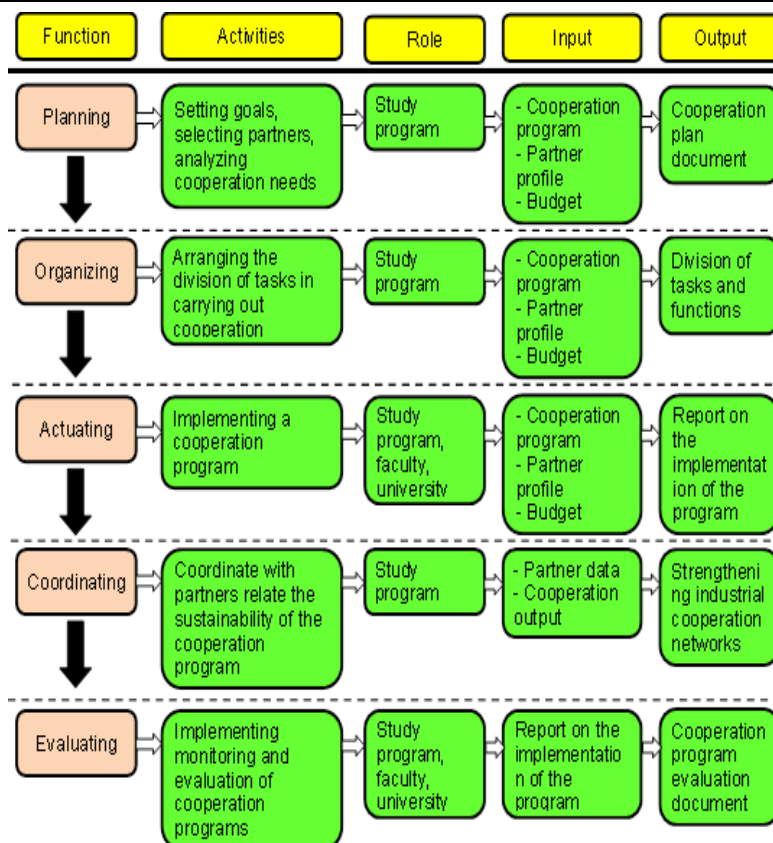 Function
Activities
Role
Input
Output
Planning
Setting goals,
selecting partners,
analyzing
cooperation needs
Study
program
- Cooperation
program
- Partner
profile
- Budget
Cooperation
plan
document
Organizing
Arranging the
division of tasks in
carrying out
cooperation
Study
program
- Cooperation
program
- Partner
profile
- Budget
Division of
tasks and
functions
Actuating
Implementing a
cooperation
program
Study
program,
faculty,
university
- Cooperation
program
- Partner
profile
- Budget
Report on
the
implementat
ion of the
program
Coordinating
Coordinate with
partners relate the
sustainability of the
cooperation
program
Study
program
- Partner data
- Cooperation
output
Strengtheni
ng industrial
cooperation
networks
Evaluating
Implementing
monitoring and
evaluation of
cooperation
programs
Study
program,
faculty,
university
Report on the
implementatio
n of the
program
Cooperation
program
evaluation
document